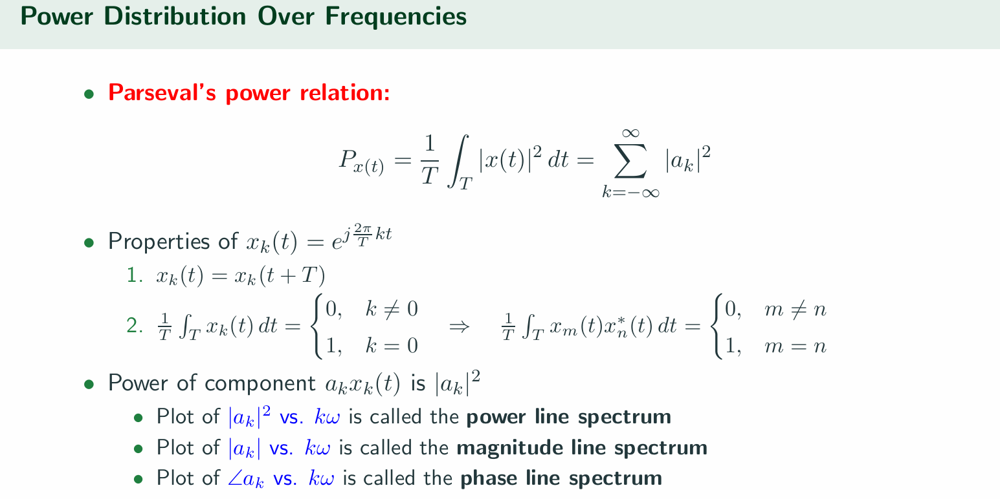 Power Distribution Over Frequencies
• Parseval's power relation:
$P_{x(t)} = \frac{1}{T} \int_T |x(t)|^2 \, dt = \sum_{k=-\infty}^{\infty} |a_k|^2$
• Properties of $x_k(t) = e^{j\frac{2\pi}{T}kt}$
1. $x_k(t) = x_k(t + T)$
2. $\frac{1}{T} \int_T x_k(t) \, dt = \begin{cases} 0, & k \neq 0 \\ 1, & k = 0 \end{cases} \quad \Rightarrow \quad \frac{1}{T} \int_T x_m(t) x_n^*(t) \, dt = \begin{cases} 0, & m \neq n \\ 1, & m = n \end{cases}$
• Power of component $a_k x_k(t)$ is $|a_k|^2$
• Plot of $|a_k|^2$ vs. $k\omega$ is called the power line spectrum
• Plot of $|a_k|$ vs. $k\omega$ is called the magnitude line spectrum
• Plot of $\angle a_k$ vs. $k\omega$ is called the phase line spectrum